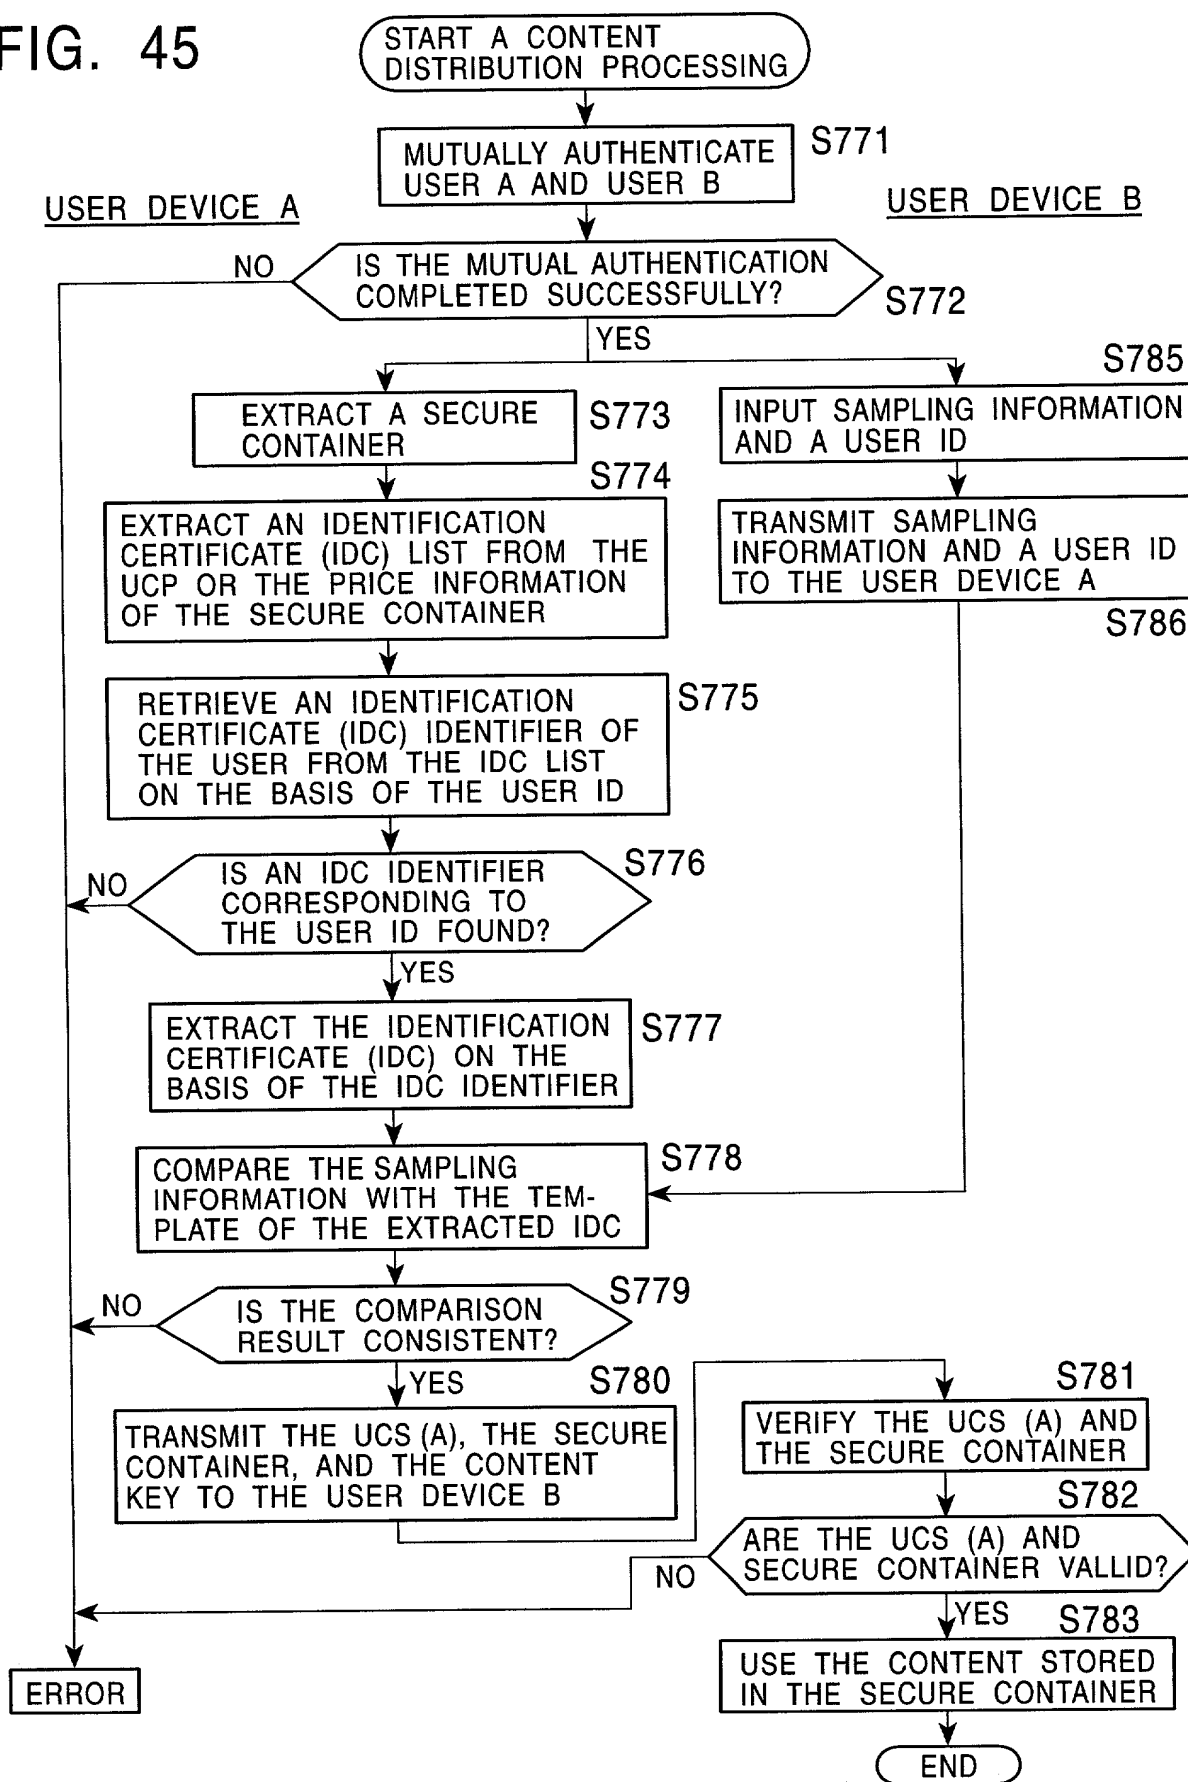 FIG. 45
START A CONTENT
DISTRIBUTION PROCESSING
S771
MUTUALLY AUTHENTICATE
USER A AND USER B
USER DEVICE A
USER DEVICE B
NO
IS THE MUTUAL AUTHENTICATION
COMPLETED SUCCESSFULLY?
S772
YES
S773
EXTRACT A SECURE
CONTAINER
S785
INPUT SAMPLING INFORMATION
AND A USER ID
S774
EXTRACT AN IDENTIFICATION
CERTIFICATE (IDC) LIST FROM THE
UCP OR THE PRICE INFORMATION
OF THE SECURE CONTAINER
TRANSMIT SAMPLING
INFORMATION AND A USER ID
TO THE USER DEVICE A
S786
S775
RETRIEVE AN IDENTIFICATION
CERTIFICATE (IDC) IDENTIFIER OF
THE USER FROM THE IDC LIST
ON THE BASIS OF THE USER ID
S776
NO
IS AN IDC IDENTIFIER
CORRESPONDING TO
THE USER ID FOUND?
YES
S777
EXTRACT THE IDENTIFICATION
CERTIFICATE (IDC) ON THE
BASIS OF THE IDC IDENTIFIER
S778
COMPARE THE SAMPLING
INFORMATION WITH THE TEM-
PLATE OF THE EXTRACTED IDC
S779
NO
IS THE COMPARISON
RESULT CONSISTENT?
YES
S780
TRANSMIT THE UCS (A), THE SECURE
CONTAINER, AND THE CONTENT
KEY TO THE USER DEVICE B
S781
VERIFY THE UCS (A) AND
THE SECURE CONTAINER
S782
ARE THE UCS (A) AND
SECURE CONTAINER VALLID?
NO
YES
S783
USE THE CONTENT STORED
IN THE SECURE CONTAINER
ERROR
END